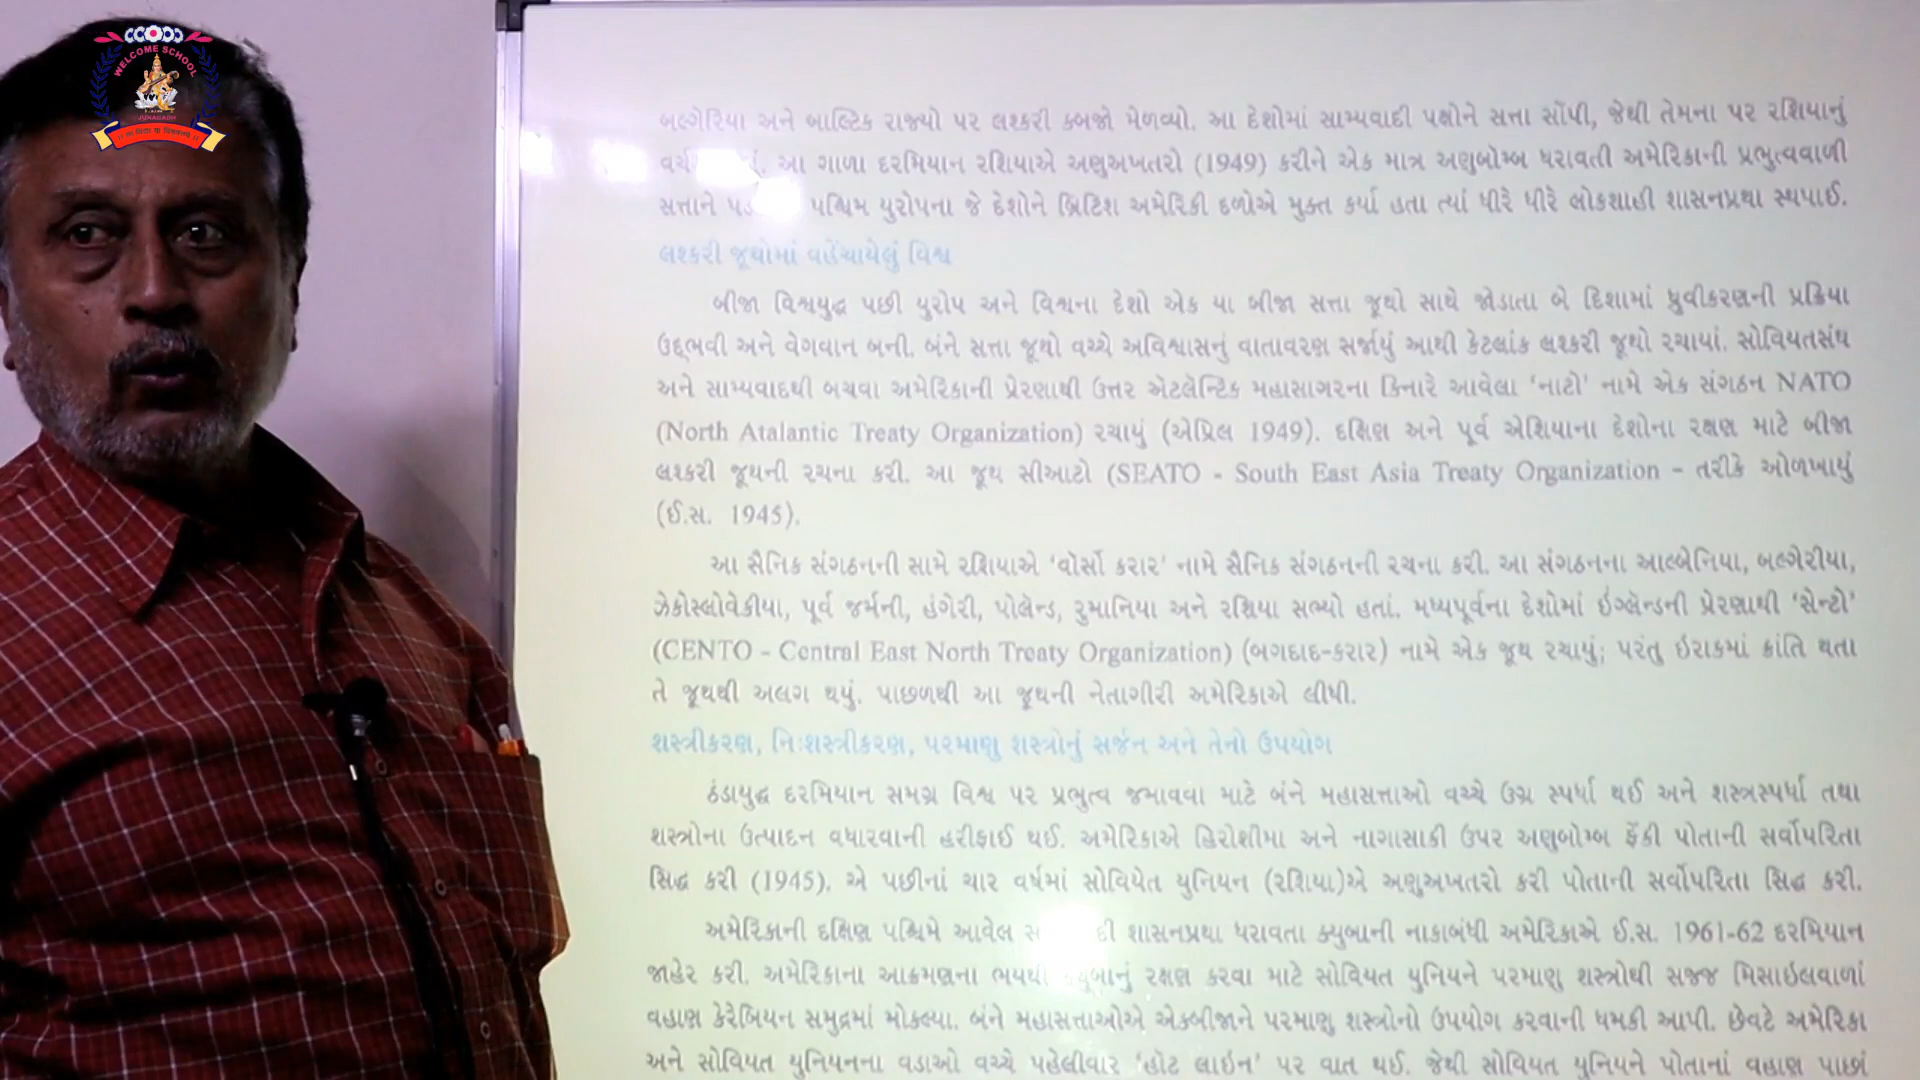 WELCOME SCHOOL
JUNAGADH
બલ્ગેરિયા અને બાલ્ટિક રાજ્યો પર લશ્કરી કબજો મેળવ્યો. આ દેશોમાં સામ્યવાદી પક્ષોને સત્તા સોંપી, જેથી તેમના પર રશિયાનું
આ ગાળા દરમિયાન રશિયાએ અણુઅખતરો (1949) કરીને એક માત્ર અણુબૉમ્બ ધરાવતી અમેરિકાની પ્રભુત્વવાળી
સત્તાને પશ્ચિમ યુરોપના જે દેશોને બ્રિટિશ અમેરિકી દળોએ મુક્ત કર્યા હતા ત્યાં ધીરે ધીરે લોકશાહી શાસનપ્રથા સ્થપાઈ.
લશ્કરી જૂથોમાં વહેંચાયેલું વિશ્વ
બીજા વિશ્વયુદ્ધ પછી યુરોપ અને વિશ્વના દેશો એક યા બીજા સત્તા જૂથો સાથે જોડાતા બે દિશામાં ધ્રુવીકરણની પ્રક્રિયા
ઉદ્ભવી અને વેગવાન બની. બંને સત્તા જૂથો વચ્ચે અવિશ્વાસનું વાતાવરણ સર્જાયું આથી કેટલાંક લશ્કરી જૂથો રચાયાં. સોવિયતસંઘ
અને સામ્યવાદથી બચવા અમેરિકાની પ્રેરણાથી ઉત્તર ઍટલૅન્ટિક મહાસાગરના કિનારે આવેલા ‘નાટો’ નામે એક સંગઠન NATO
(North Atalantic Treaty Organization) રચાયું (એપ્રિલ 1949). દક્ષિણ અને પૂર્વ એશિયાના દેશોના રક્ષણ માટે બીજા
લશ્કરી જૂથની રચના કરી. આ જૂથ સીઆટો (SEATO - South East Asia Treaty Organization – તરીકે ઓળખાયું
(ઈ.સ. 1945).
આ સૈનિક સંગઠનની સામે રશિયાએ ‘વૉર્સો કરાર’ નામે સૈનિક સંગઠનની રચના કરી. આ સંગઠનના આલ્બેનિયા, બલ્ગેરીયા,
ઝેકોસ્લોવેકીયા, પૂર્વ જર્મની, હંગેરી, પોલૅન્ડ, રુમાનિયા અને રશિયા સભ્યો હતાં. મધ્યપૂર્વના દેશોમાં ઇંગ્લૅન્ડની પ્રેરણાથી ‘સેન્ટો’
(CENTO - Central East North Treaty Organization) (બગદાદ-કરાર) નામે એક જૂથ રચાયું; પરંતુ ઇરાકમાં ક્રાંતિ થતા
તે જૂથથી અલગ થયું. પાછળથી આ જૂથની નેતાગીરી અમેરિકાએ લીધી.
શસ્ત્રીકરણ, નિઃશસ્ત્રીકરણ, પરમાણુ શસ્ત્રોનું સર્જન અને તેનો ઉપયોગ
ઠંડાયુદ્ધ દરમિયાન સમગ્ર વિશ્વ પર પ્રભુત્વ જમાવવા માટે બંને મહાસત્તાઓ વચ્ચે ઉગ્ર સ્પર્ધા થઈ અને શસ્ત્રસ્પર્ધા તથા
શસ્ત્રોના ઉત્પાદન વધારવાની હરીફાઈ થઈ. અમેરિકાએ હિરોશીમા અને નાગાસાકી ઉપર અણુબોમ્બ ફેંકી પોતાની સર્વોપરિતા
સિદ્ધ કરી (1945). એ પછીનાં ચાર વર્ષમાં સોવિયેત યુનિયન (રશિયા)એ અણુઅખતરો કરી પોતાની સર્વોપરિતા સિદ્ધ કરી.
અમેરિકાની દક્ષિણ પશ્ચિમે આવેલ શાસનપ્રથા ધરાવતા ક્યુબાની નાકાબંધી અમેરિકાએ ઈ.સ. 1961-62 દરમિયાન
જાહેર કરી. અમેરિકાના આક્રમણના ભયથી ક્યૂબાનું રક્ષણ કરવા માટે સોવિયત યુનિયને પરમાણુ શસ્ત્રોથી સજ્જ મિસાઇલવાળાં
વહાણ કેરેબિયન સમુદ્રમાં મોકલ્યા. બંને મહાસત્તાઓએ એકબીજાને પરમાણુ શસ્ત્રોનો ઉપયોગ કરવાની ધમકી આપી. છેવટે અમેરિકા
અને સોવિયત યુનિયનના વડાઓ વચ્ચે પહેલીવાર ‘હૉટ લાઇન’ પર વાત થઈ. જેથી સોવિયત યુનિયને પોતાનાં વહાણ પાછાં